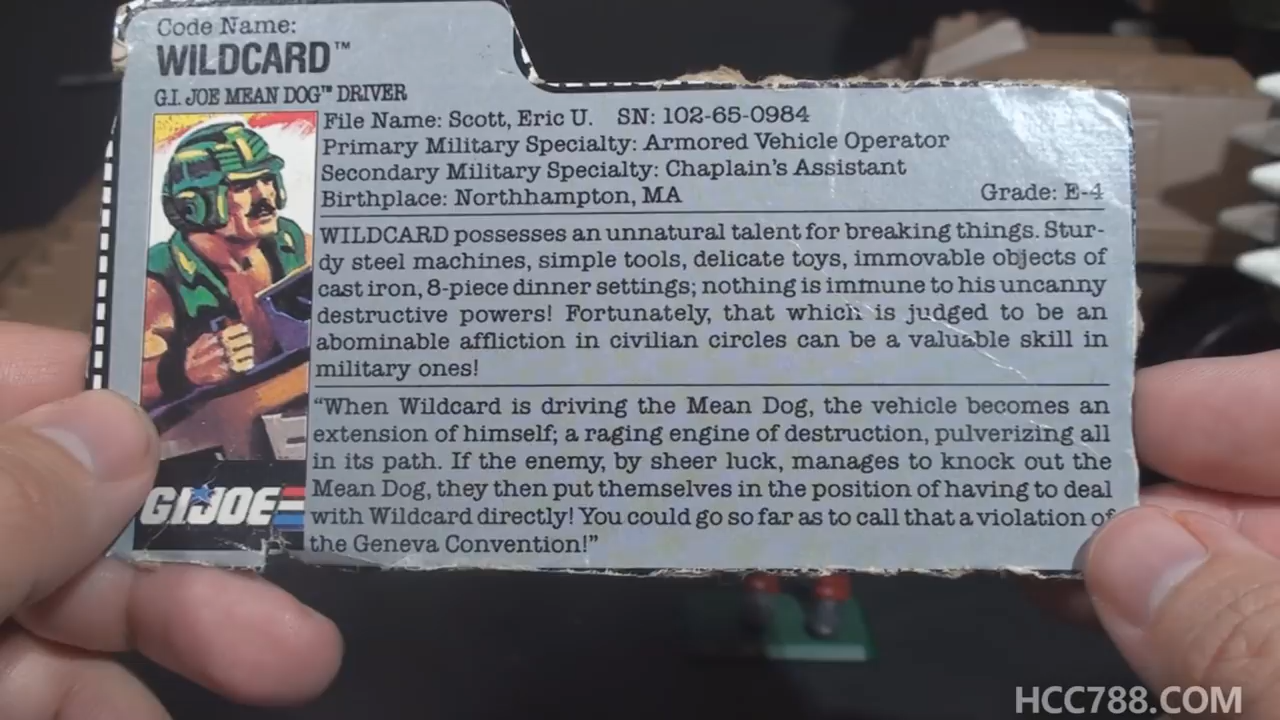 Code Name:
WILDCARD™
G.I. JOE MEAN DOG™ DRIVER
File Name: Scott, Eric U. SN: 102-65-0984
Primary Military Specialty: Armored Vehicle Operator
Secondary Military Specialty: Chaplain's Assistant
Birthplace: Northhampton, MA Grade: E-4
WILDCARD possesses an unnatural talent for breaking things. Stur-
dy steel machines, simple tools, delicate toys, immovable objects of
cast iron, 8-piece dinner settings; nothing is immune to his uncanny
destructive powers! Fortunately, that which is judged to be an
abominable affliction in civilian circles can be a valuable skill in
military ones!
"When Wildcard is driving the Mean Dog, the vehicle becomes an
extension of himself; a raging engine of destruction, pulverizing all
in its path. If the enemy, by sheer luck, manages to knock out the
Mean Dog, they then put themselves in the position of having to deal
with Wildcard directly! You could go so far as to call that a violation of
the Geneva Convention!"
GI JOE
HCC788.COM